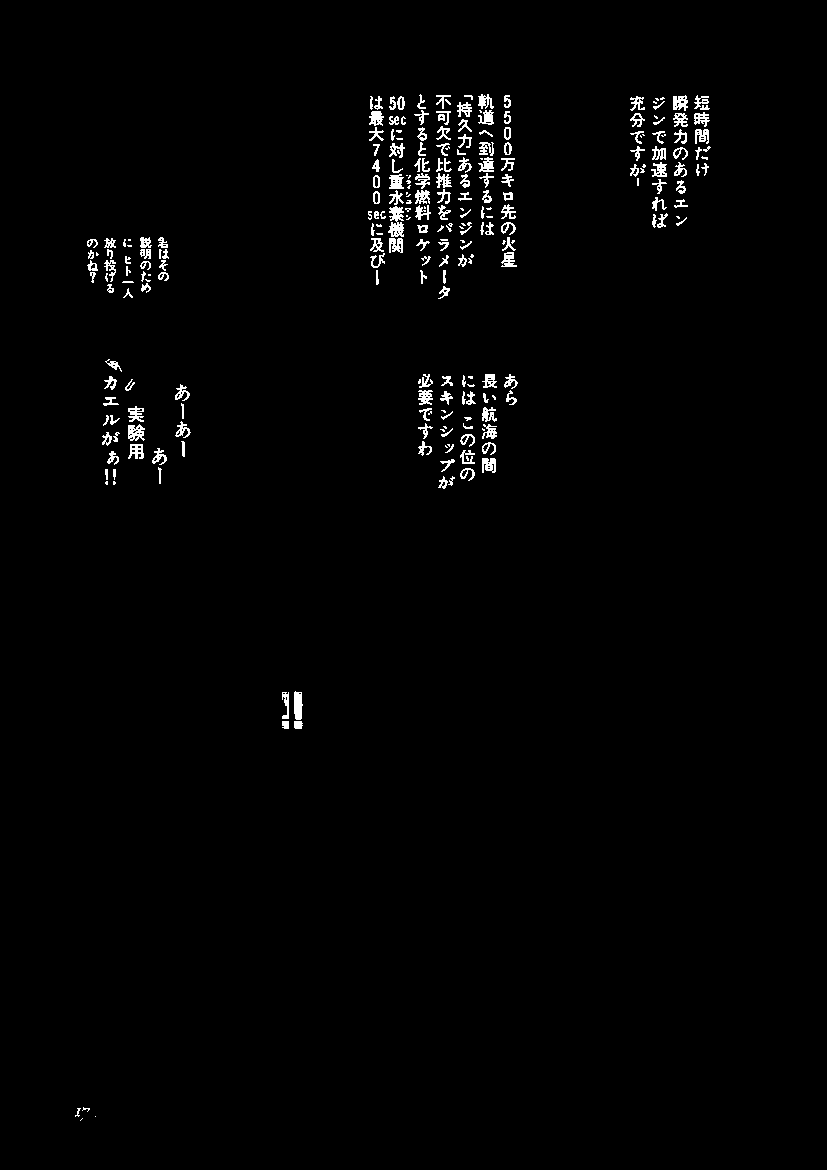 短時間だけ
瞬発力のあるエン
ジンで加速すれば
充分ですがー
5500万キロ先の火星
軌道へ到達するには
「持久力」あるエンジンが
不可欠で比推力をパラメータ
とすると化学燃料ロケット
50secに対し重水素機関
は最大7400secに及びー
君はその
説明のため
に ヒト一人
放り投げる
のかね?
あら
長い航海の間
には この位の
スキンシップが
必要ですわ
あーあー
あー
実験用
カエルがぁ!!
!!
17